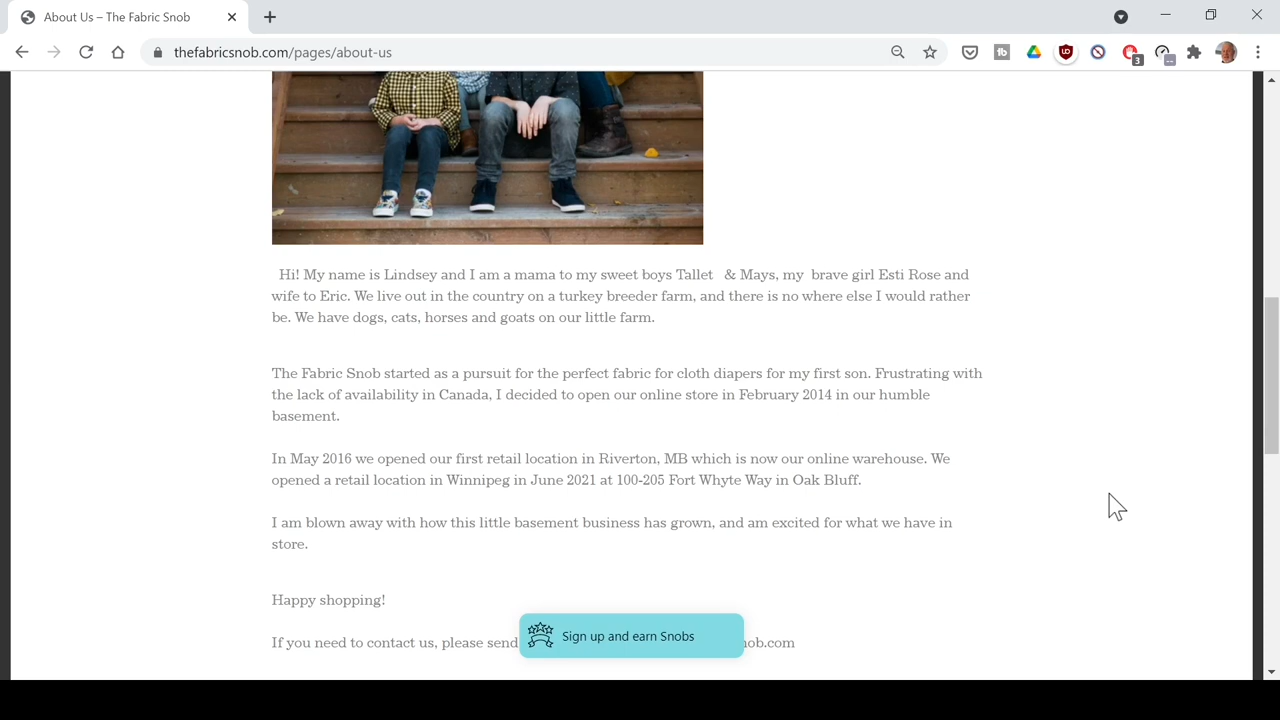 About Us – The Fabric Snob
thefabricsnob.com/pages/about-us
3
Hi! My name is Lindsey and I am a mama to my sweet boys Tallet & Mays, my brave girl Esti Rose and
wife to Eric. We live out in the country on a turkey breeder farm, and there is no where else I would rather
be. We have dogs, cats, horses and goats on our little farm.
The Fabric Snob started as a pursuit for the perfect fabric for cloth diapers for my first son. Frustrating with
the lack of availability in Canada, I decided to open our online store in February 2014 in our humble
basement.
In May 2016 we opened our first retail location in Riverton, MB which is now our online warehouse. We
opened a retail location in Winnipeg in June 2021 at 100-205 Fort Whyte Way in Oak Bluff.
I am blown away with how this little basement business has grown, and am excited for what we have in
store.
Happy shopping!
Sign up and earn Snobs
If you need to contact us, please send nob.com